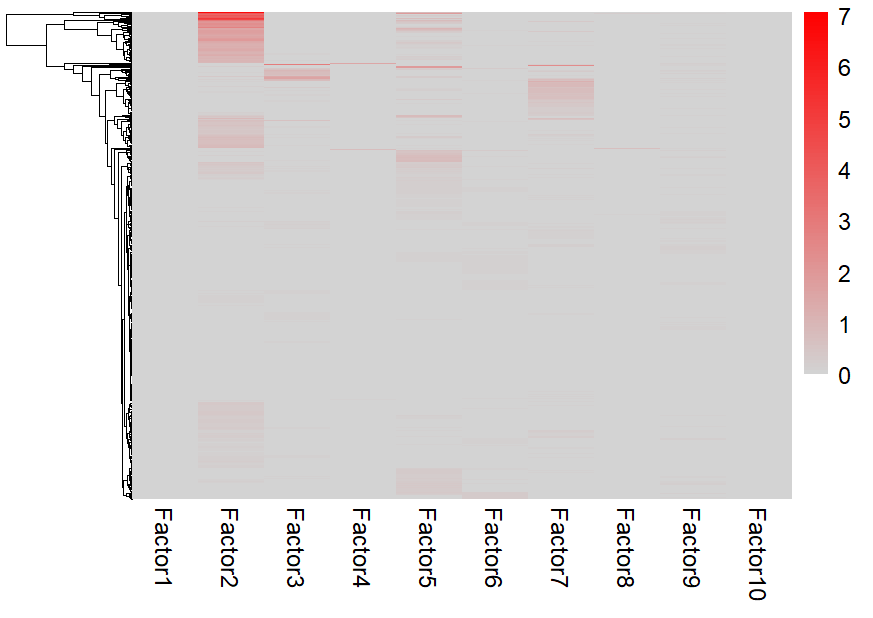 7
6
5
4
3
2
1
0
Factor1
Factor2
Factor3
Factor4
Factor5
Factor6
Factor7
Factor8
Factor9
Factor10